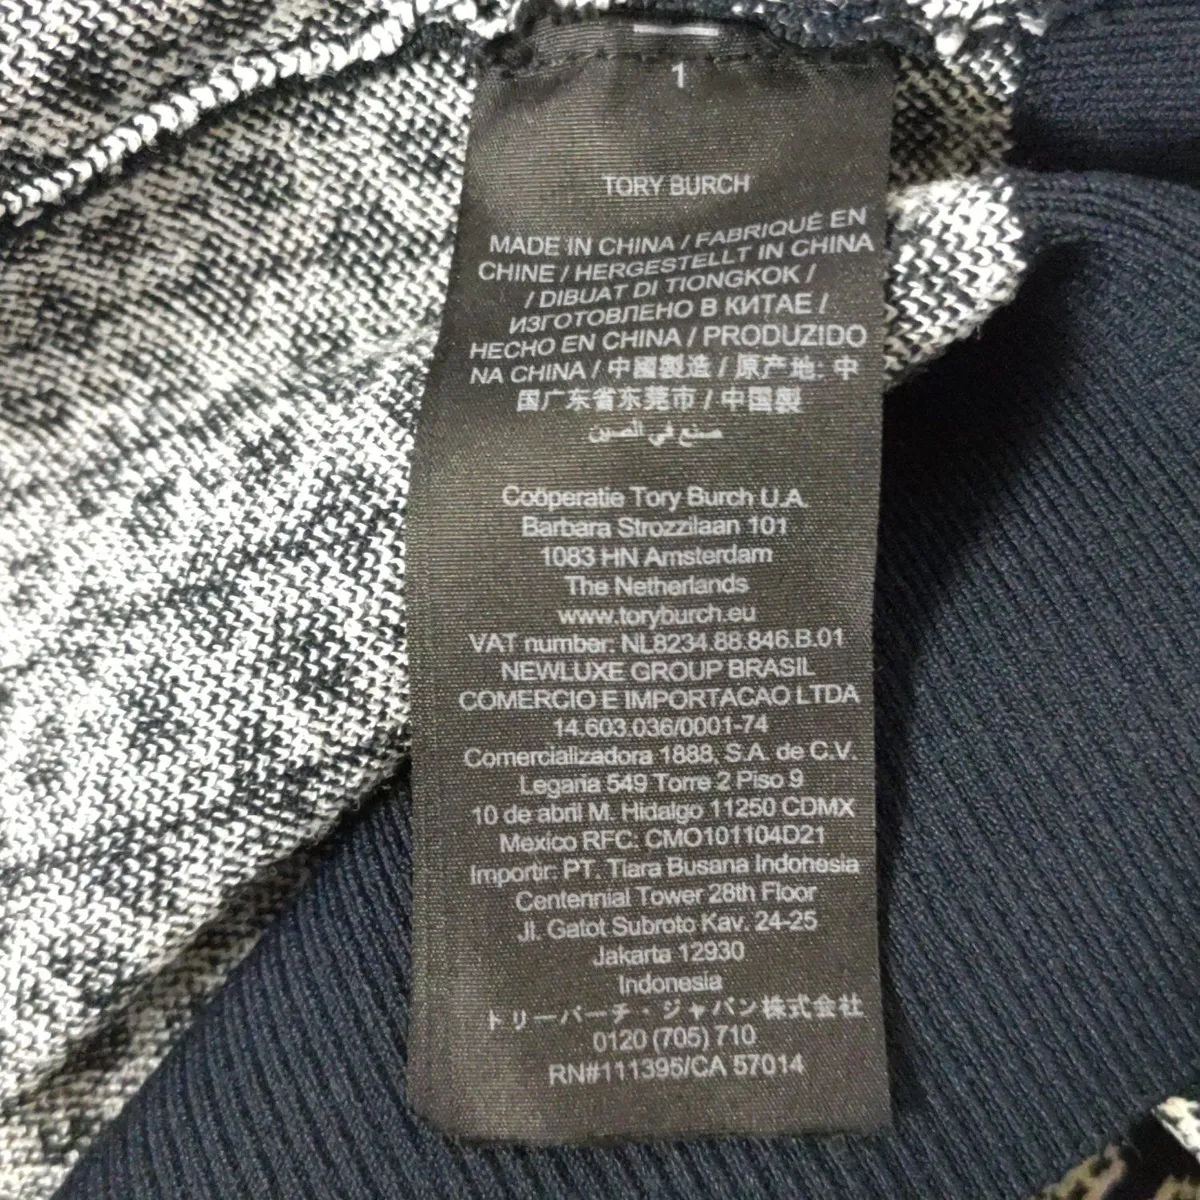 1
TORY BURCH
MADE IN CHINA / FABRIQUÉ EN
CHINE / HERGESTELLT IN CHINA
/ DIBUAT DI TIONGKOK /
ИЗГОТОВЛЕНО В КИТАЕ /
HECHO EN CHINA / PRODUZIDO
NA CHINA / 中國製造 / 原产地: 中
国广东省东莞市 / 中国製
صنع في الصين
Coöperatie Tory Burch U.A.
Barbara Strozzilaan 101
1083 HN Amsterdam
The Netherlands
www.toryburch.eu
VAT number: NL8234.88.846.B.01
NEWLUXE GROUP BRASIL
COMERCIO E IMPORTACAO LTDA
14.603.036/0001-74
Comercializadora 1888, S.A. de C.V.
Legaria 549 Torre 2 Piso 9
10 de abril M. Hidalgo 11250 CDMX
Mexico RFC: CMO101104D21
Importir: PT. Tiara Busana Indonesia
Centennial Tower 28th Floor
Jl. Gatot Subroto Kav. 24-25
Jakarta 12930
Indonesia
トリーバーチ・ジャパン株式会社
0120 (705) 710
RN#111395/CA 57014